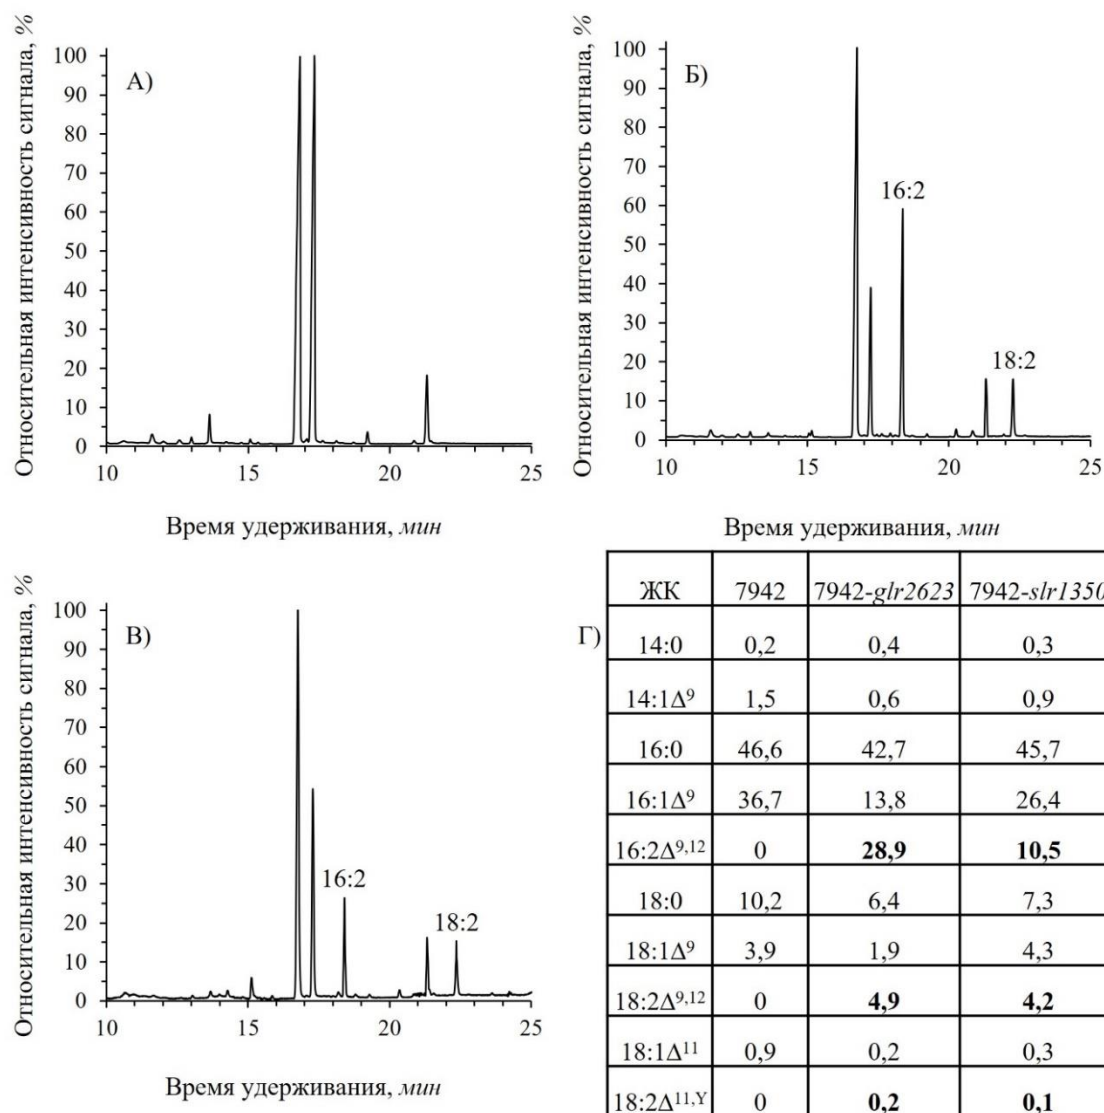 Относительная интенсивность сигнала, %
А)
100
90
80
70
60
50
40
30
20
10
0
10 15 20 25
Время удерживания, мин
Относительная интенсивность сигнала, %
Б)
100
90
80
70
60
50
40
30
20
10
0
16:2
18:2
10 15 20 25
Время удерживания, мин
Относительная интенсивность сигнала, %
В)
100
90
80
70
60
50
40
30
20
10
0
16:2
18:2
10 15 20 25
Время удерживания, мин
Г)
ЖК 7942 7942-glr2623 7942-slr1350
14:0 0,2 0,4 0,3
14:1Δ⁹ 1,5 0,6 0,9
16:0 46,6 42,7 45,7
16:1Δ⁹ 36,7 13,8 26,4
16:2Δ⁹,¹² 0 28,9 10,5
18:0 10,2 6,4 7,3
18:1Δ⁹ 3,9 1,9 4,3
18:2Δ⁹,¹² 0 4,9 4,2
18:1Δ¹¹ 0,9 0,2 0,3
18:2Δ¹¹,ʸ 0 0,2 0,1